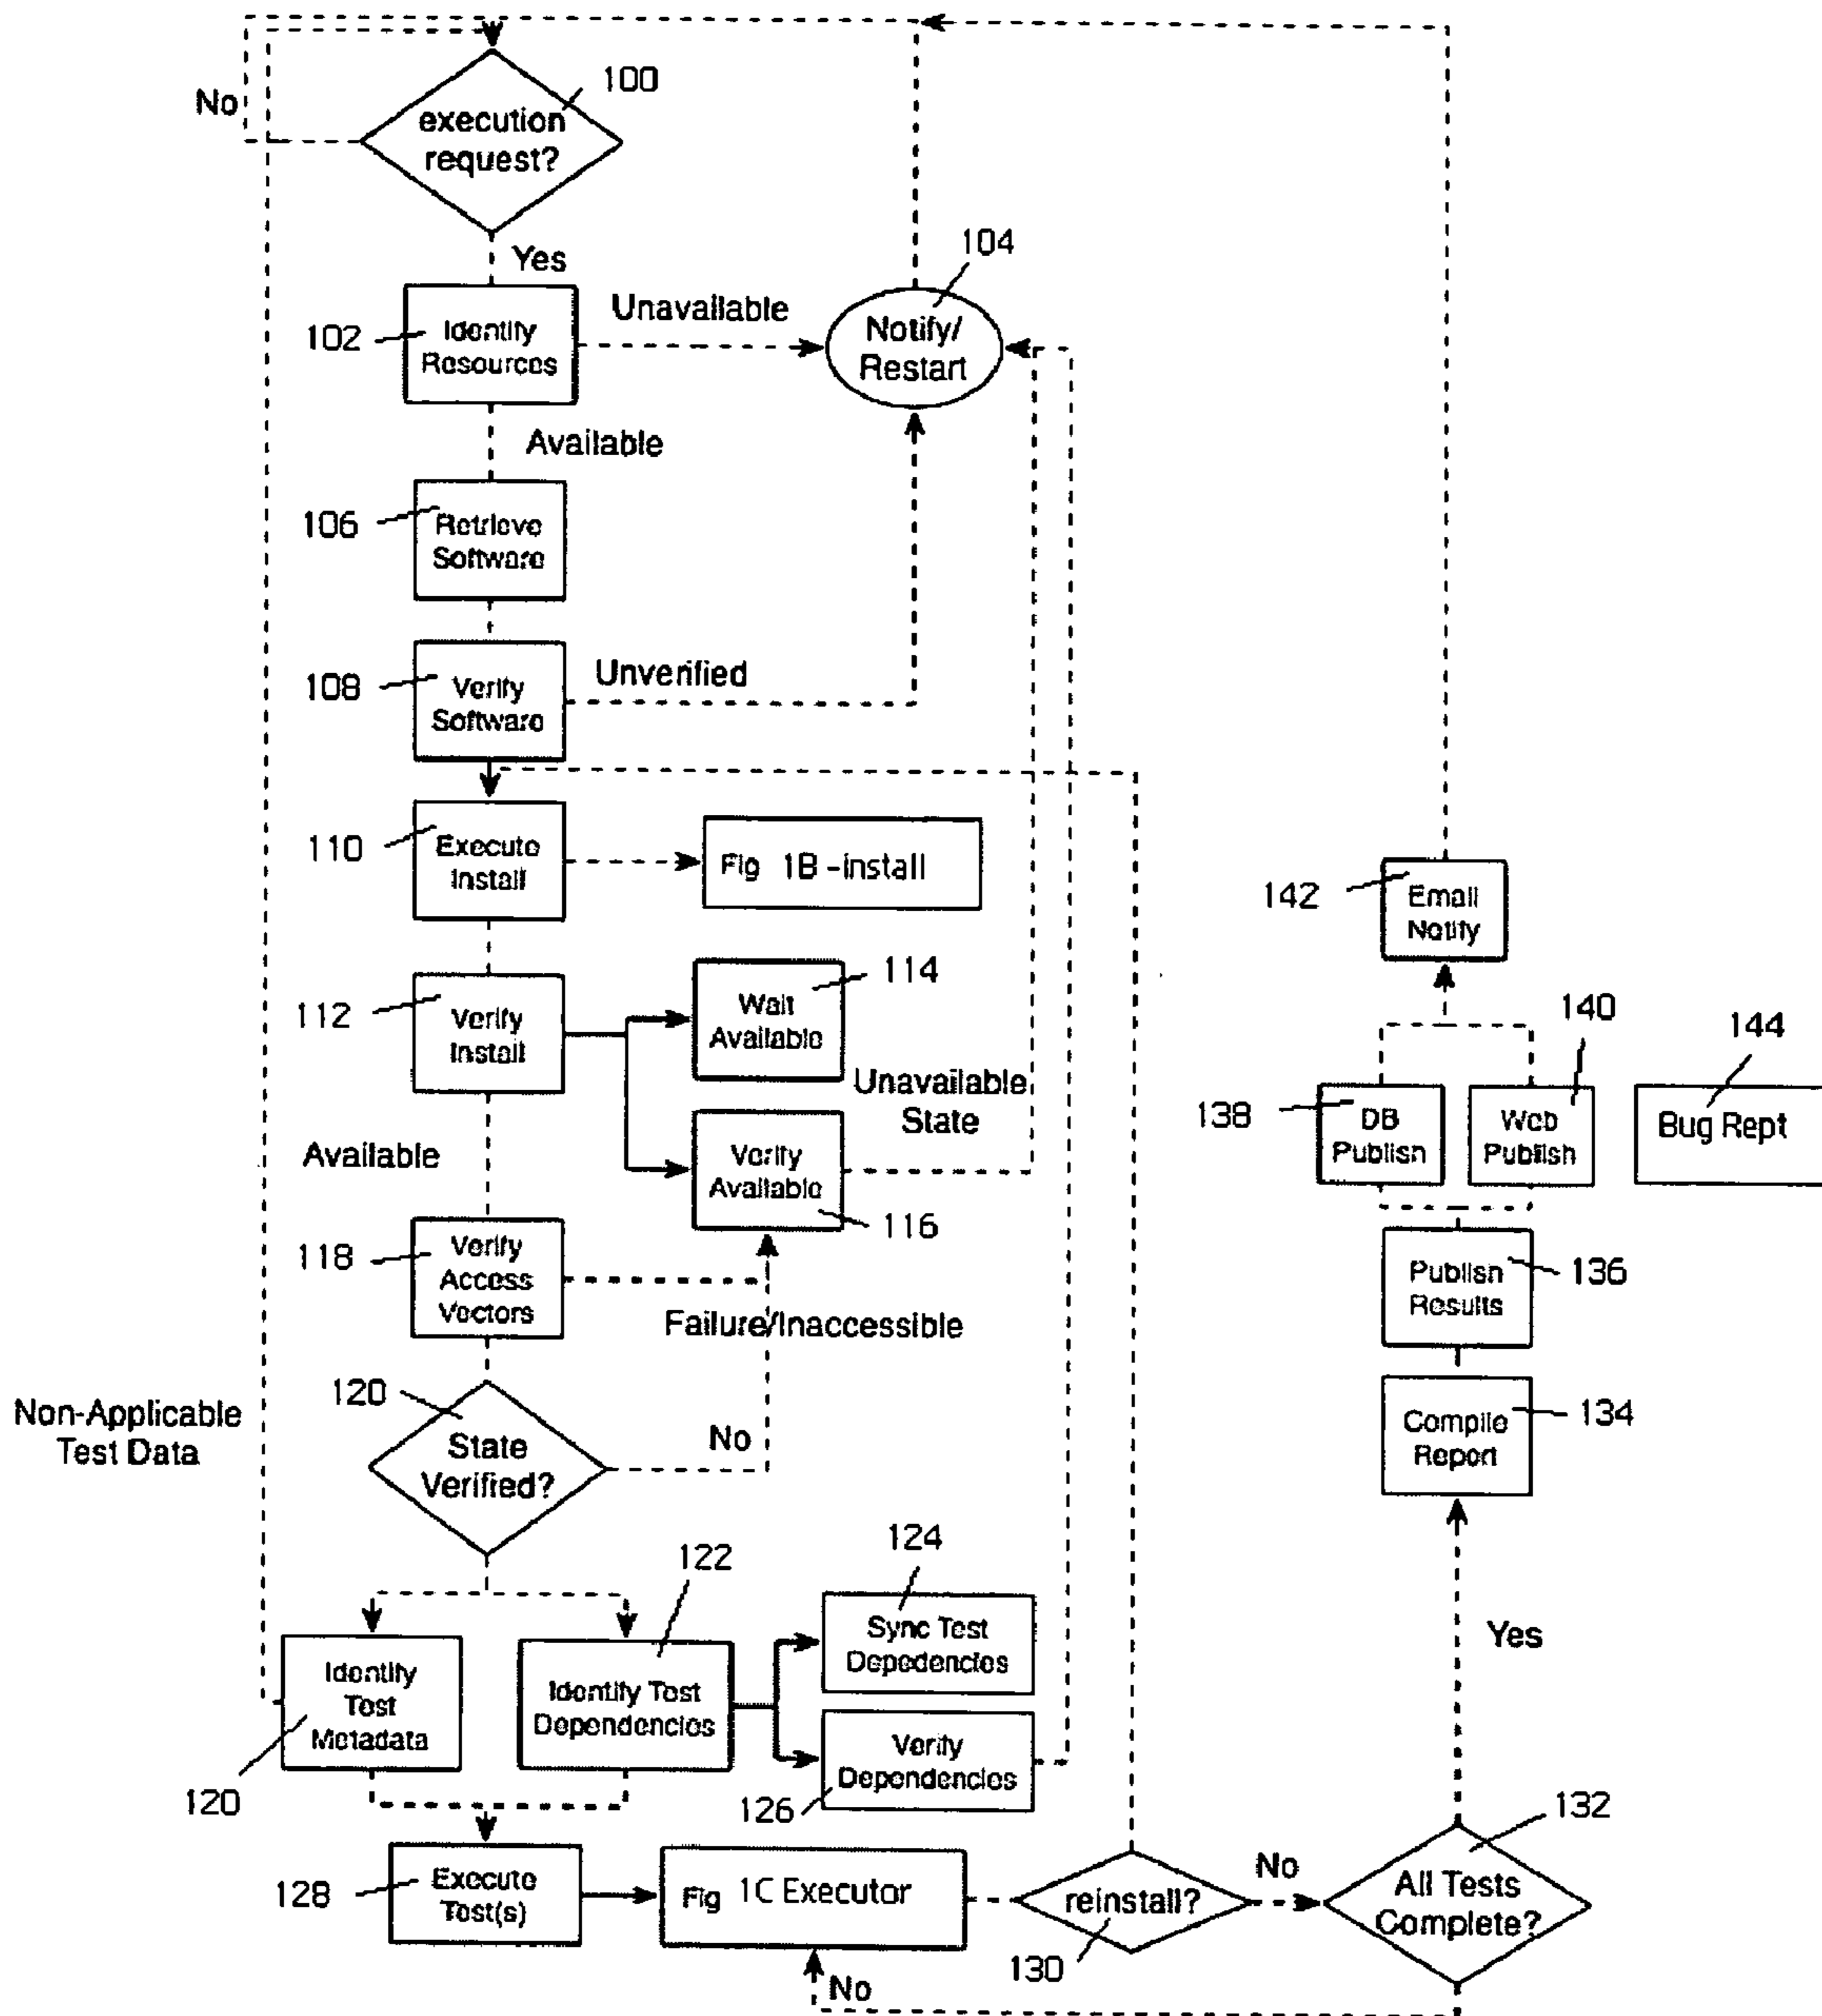 100
No
execution
request?
Yes
104
Unavailable
102
Identify
Resources
Notify/
Restart
Available
106
Retrieve
Software
108
Verify
Software
Unverified
110
Execute
Install
Fig 1B -install
142
Email
Notify
114
112
Verify
Install
Wait
Available
140
144
Unavailable
State
138
DB
Publish
Web
Publish
Bug Rept
Available
Verify
Available
116
118
Verify
Access
Vectors
Publish
Results
136
Failure/Inaccessible
120
State
Verified?
No
Non-Applicable
Test Data
Compile
Report
134
124
122
Sync Test
Depedencies
Yes
Identify
Test
Metadata
Identify Test
Dependencies
Verify
Dependencies
120
126
132
128
Execute
Test(s)
Fig 1C Executor
reinstall?
No
All Tests
Complete?
130
No